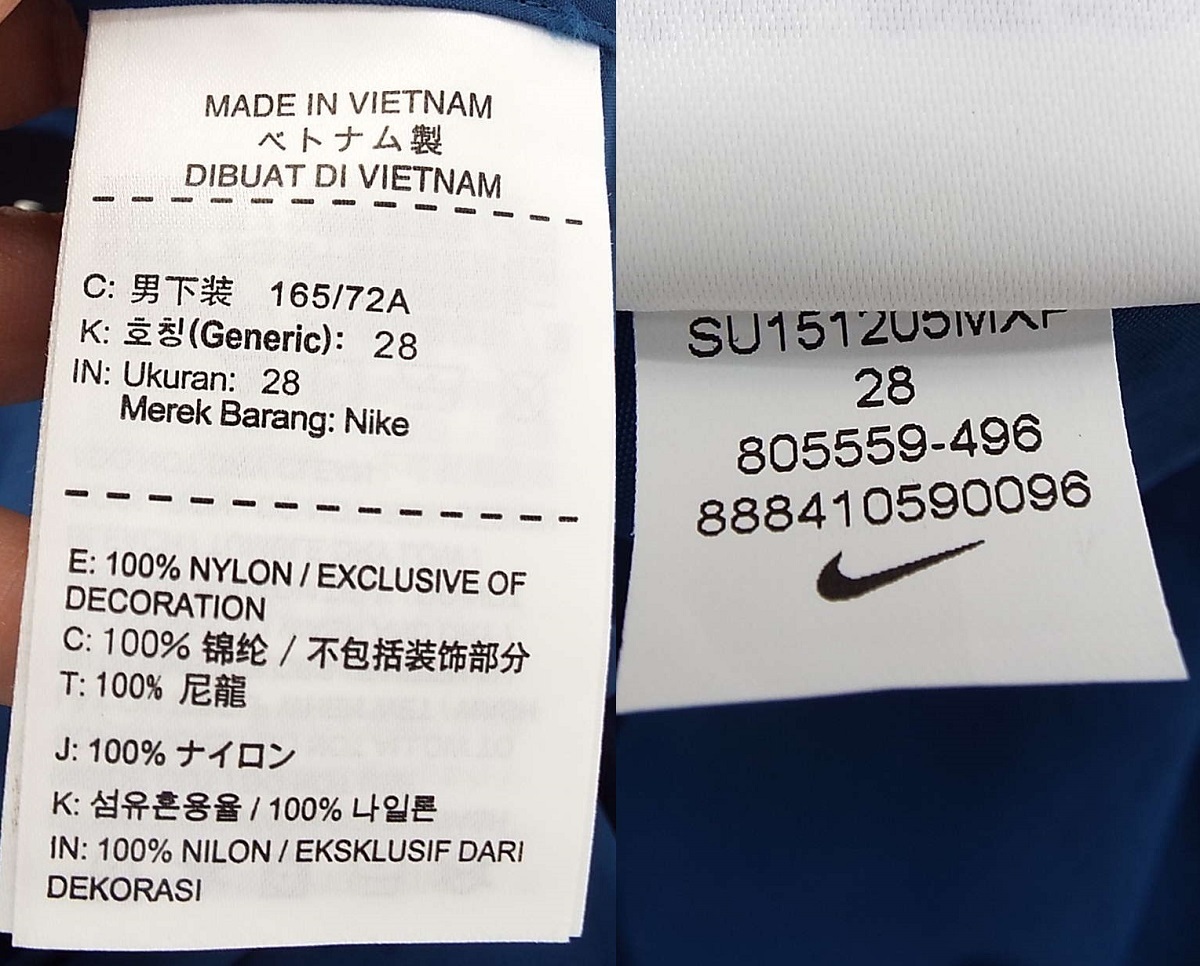 MADE IN VIETNAM
ベトナム製
DIBUAT DI VIETNAM
C: 男下装 165/72A
K: 호칭(Generic): 28
IN: Ukuran: 28
Merek Barang: Nike
E: 100% NYLON / EXCLUSIVE OF
DECORATION
C: 100% 锦纶 / 不包括装饰部分
T: 100% 尼龍
J: 100% ナイロン
K: 섬유혼용율 / 100% 나일론
IN: 100% NILON / EKSKLUSIF DARI
DEKORASI
SU151205MXF
28
805559-496
888410590096